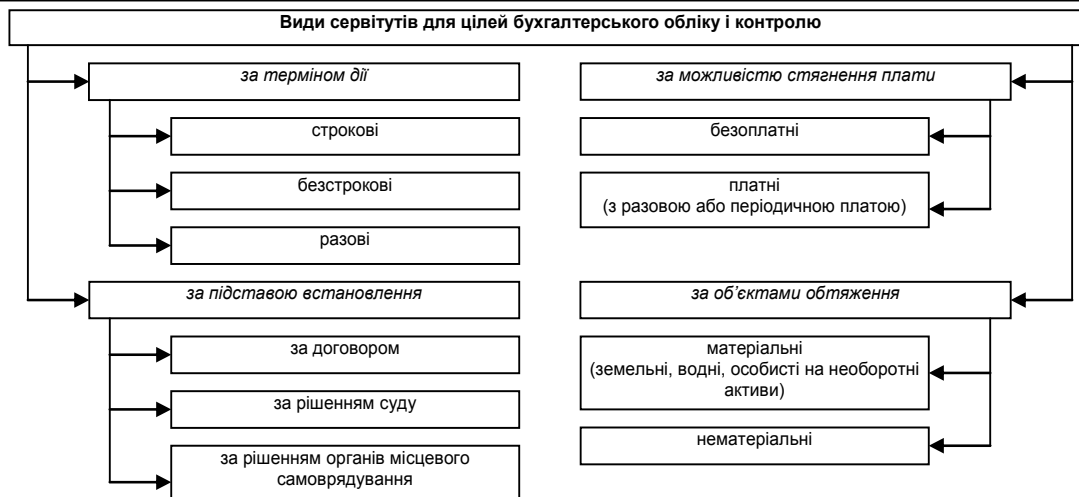 Види сервітутів для цілей бухгалтерського обліку і контролю
за терміном дії
строкові
безстрокові
разові
за підставою встановлення
за договором
за рішенням суду
за рішенням органів місцевого
самоврядування
за можливістю стягнення плати
безоплатні
платні
(з разовою або періодичною платою)
за об’єктами обтяження
матеріальні
(земельні, водні, особисті на необоротні
активи)
нематеріальні